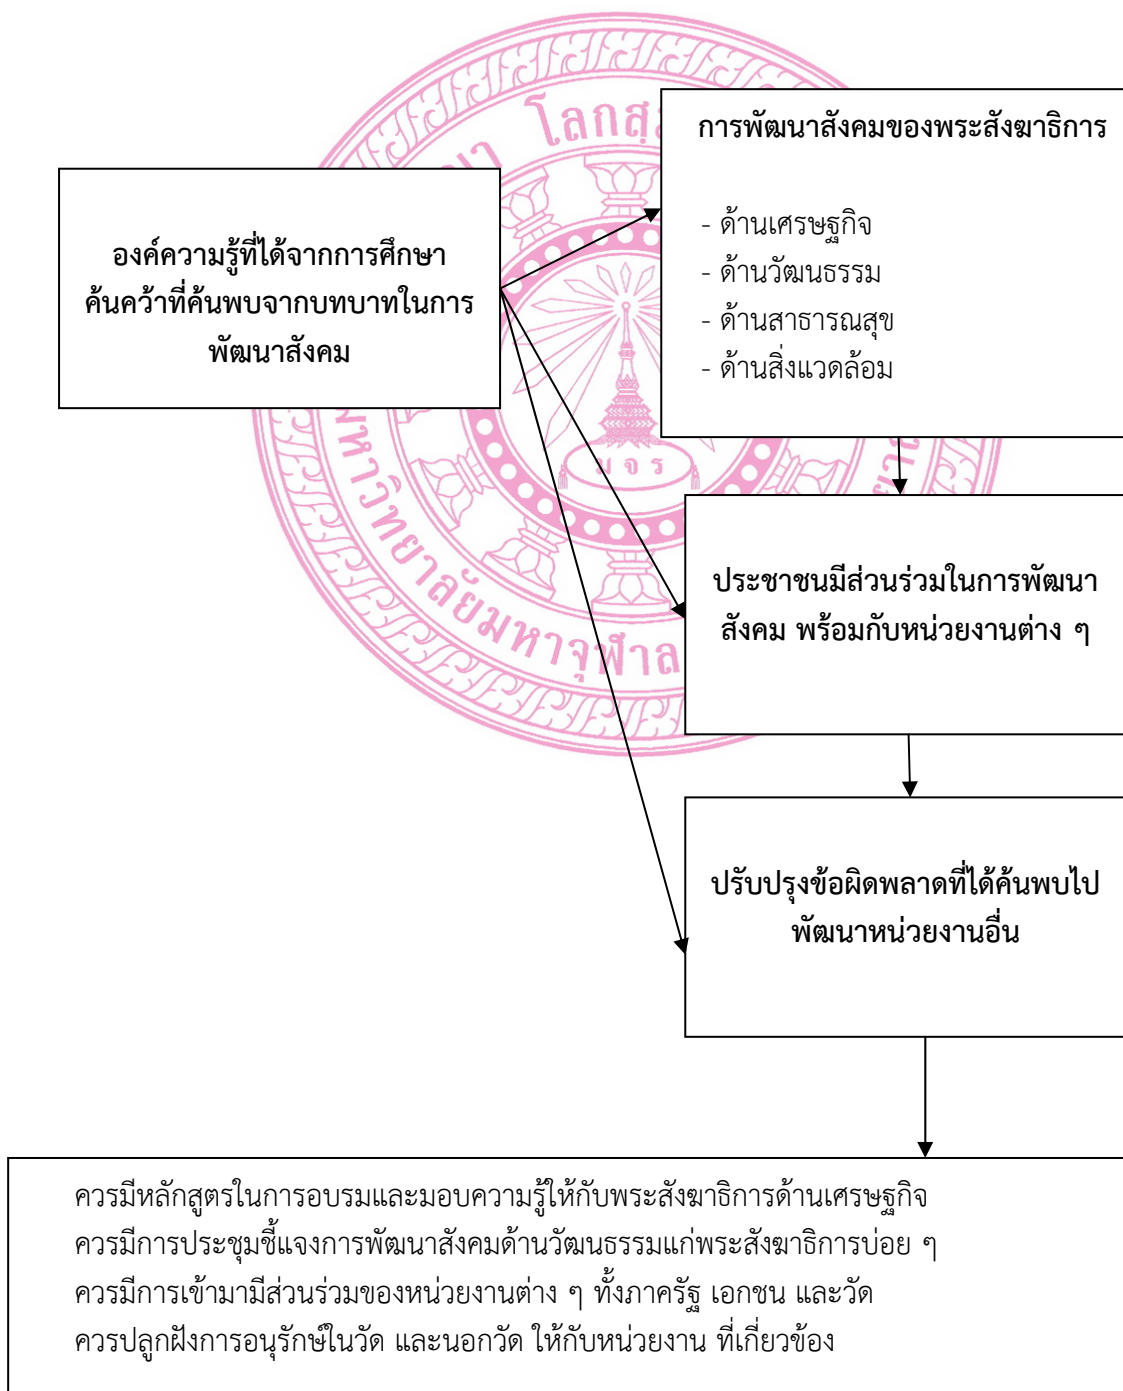 องค์ความรู้ที่ได้จากการศึกษา
ค้นคว้าที่ค้นพบจากบทบาทในการ
พัฒนาสังคม
การพัฒนาสังคมของพระสังฆาธิการ
- ด้านเศรษฐกิจ
- ด้านวัฒนธรรม
- ด้านสาธารณสุข
- ด้านสิ่งแวดล้อม
ประชาชนมีส่วนร่วมในการพัฒนา
สังคม พร้อมกับหน่วยงานต่าง ๆ
ปรับปรุงข้อผิดพลาดที่ได้ค้นพบไป
พัฒนาหน่วยงานอื่น
ควรมีหลักสูตรในการอบรมและมอบความรู้ให้กับพระสังฆาธิการด้านเศรษฐกิจ
ควรมีการประชุมชี้แจงการพัฒนาสังคมด้านวัฒนธรรมแก่พระสังฆาธิการบ่อย ๆ
ควรมีการเข้ามามีส่วนร่วมของหน่วยงานต่าง ๆ ทั้งภาครัฐ เอกชน และวัด
ควรปลูกฝังการอนุรักษ์ในวัด และนอกวัด ให้กับหน่วยงาน ที่เกี่ยวข้อง
ม จ ร
มหาวิทยาลัยมหาจุฬาล